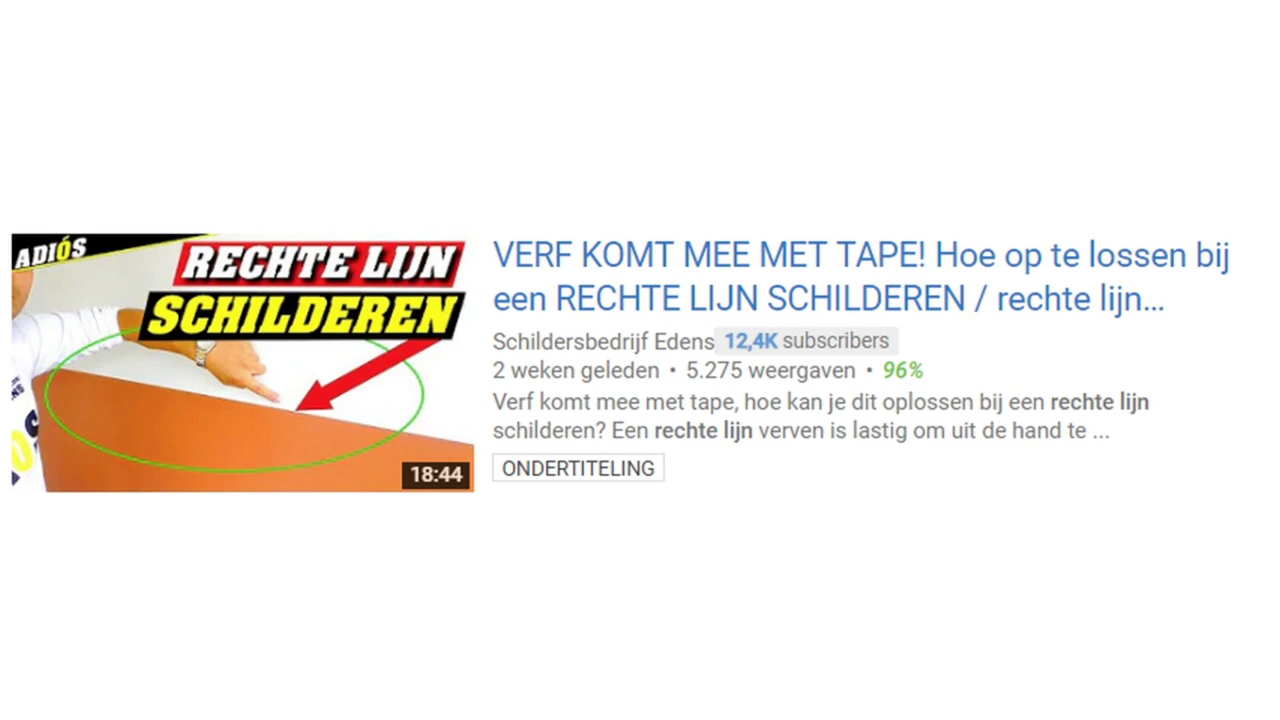 ADIÓS
RECHTE LIJN
SCHILDEREN
18:44
VERF KOMT MEE MET TAPE! Hoe op te lossen bij
een RECHTE LIJN SCHILDEREN / rechte lijn...
Schildersbedrijf Edens 12,4K subscribers
2 weken geleden • 5.275 weergaven • 96%
Verf komt mee met tape, hoe kan je dit oplossen bij een rechte lijn
schilderen? Een rechte lijn verven is lastig om uit de hand te ...
ONDERTITELING